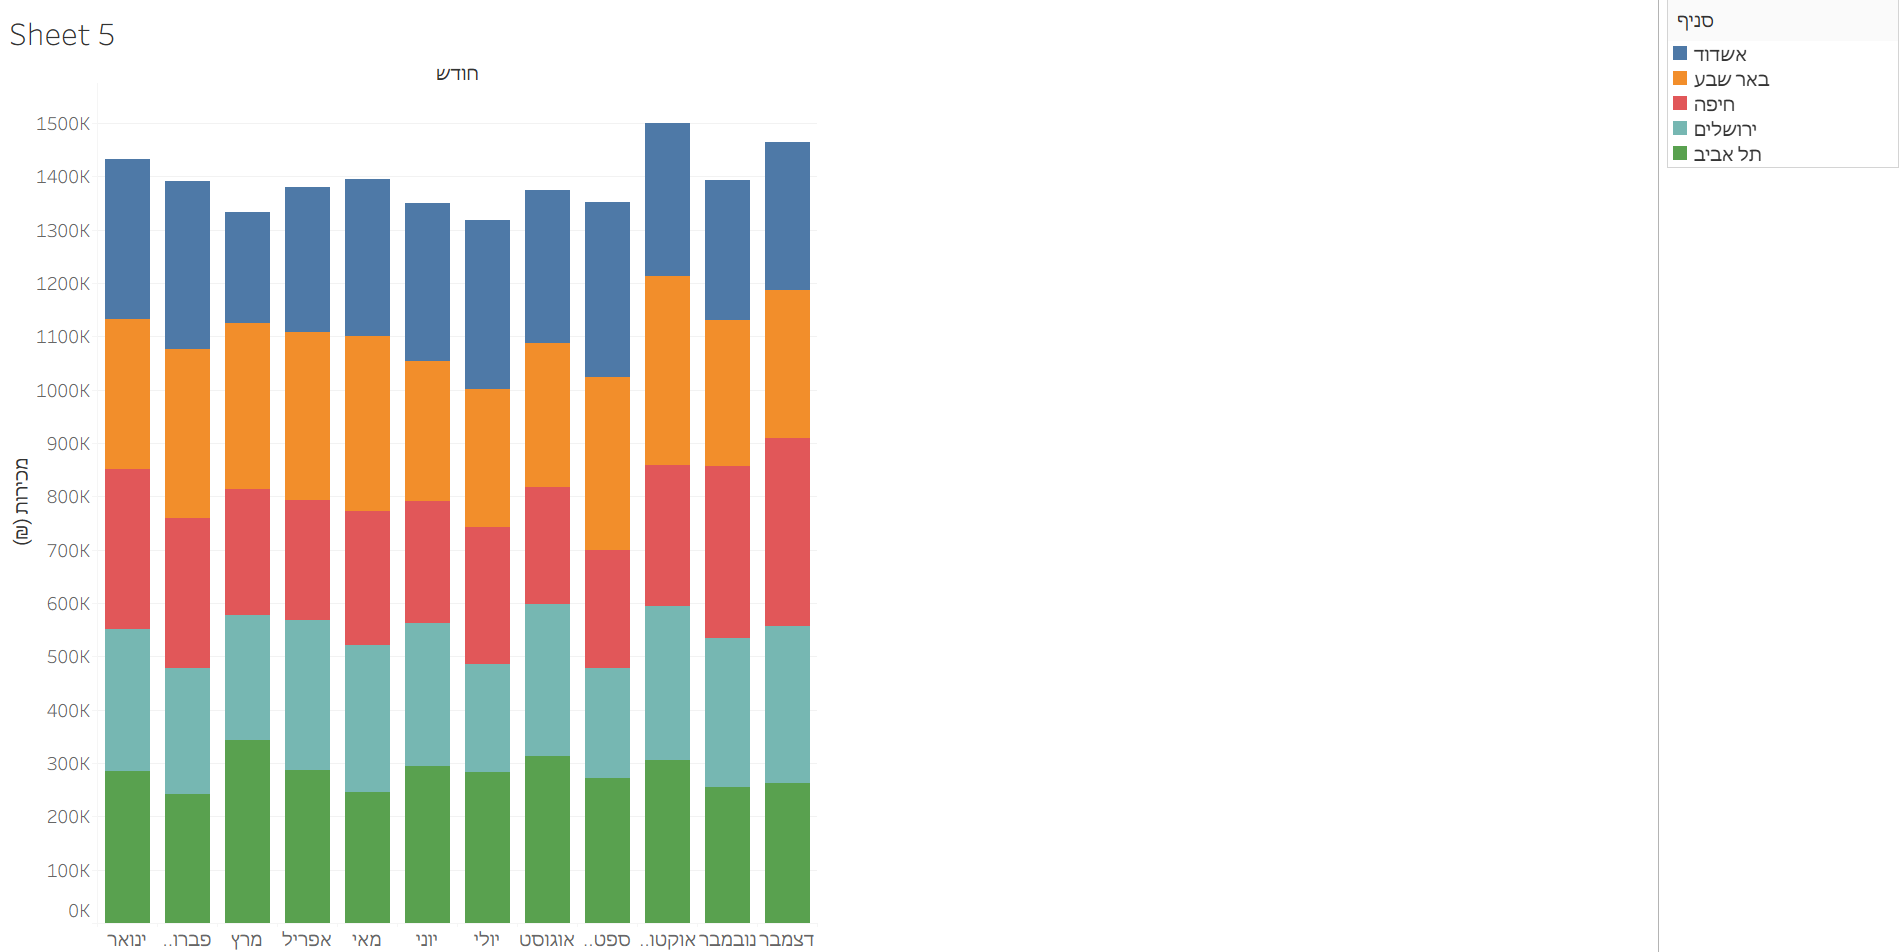 Sheet 5
חודש
מכירות (₪)
1500K
1400K
1300K
1200K
1100K
1000K
900K
800K
700K
600K
500K
400K
300K
200K
100K
0K
ינואר
פברו..
מרץ
אפריל
מאי
יוני
יולי
אוגוסט
ספט..
אוקטו..
נובמבר
דצמבר
סניף
אשדוד
באר שבע
חיפה
ירושלים
תל אביב